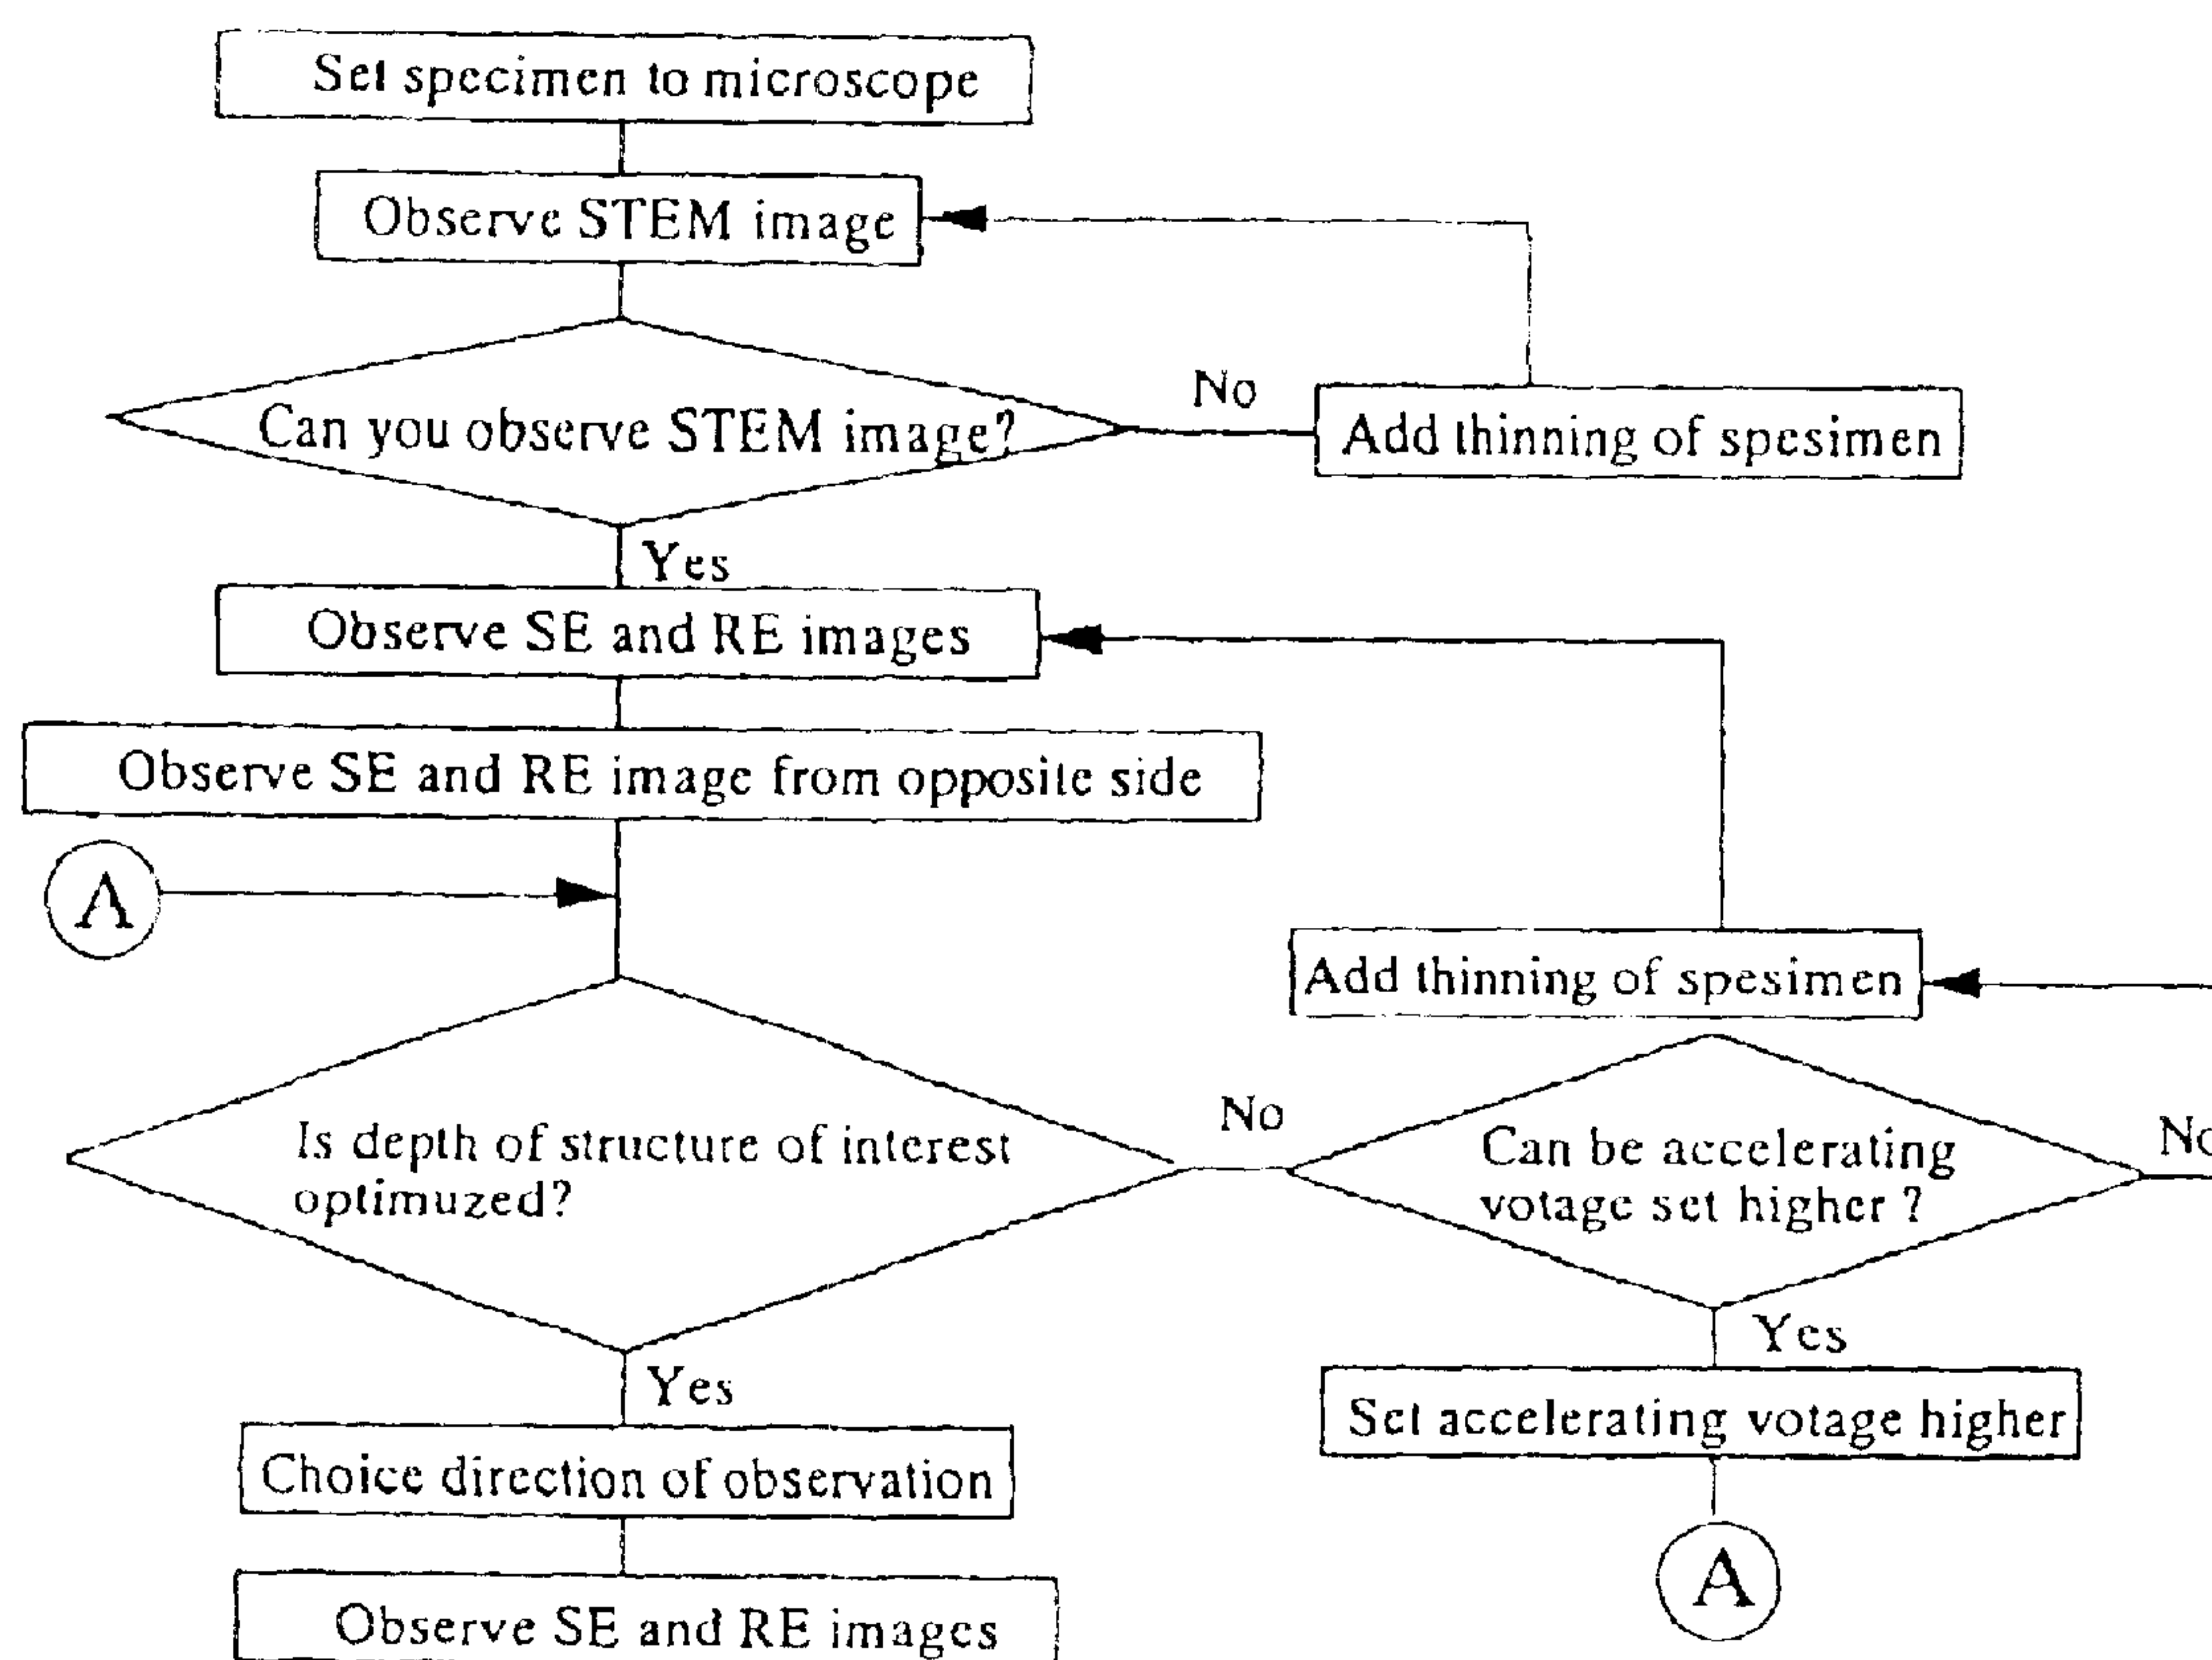 Set specimen to microscope
Observe STEM image
Can you observe STEM image?
No
Add thinning of spesimen
Yes
Observe SE and RE images
Observe SE and RE image from opposite side
A
Add thinning of spesimen
Is depth of structure of interest
optimuzed?
No
Can be accelerating
votage set higher ?
No
Yes
Yes
Choice direction of observation
Set accelerating votage higher
Observe SE and RE images
A